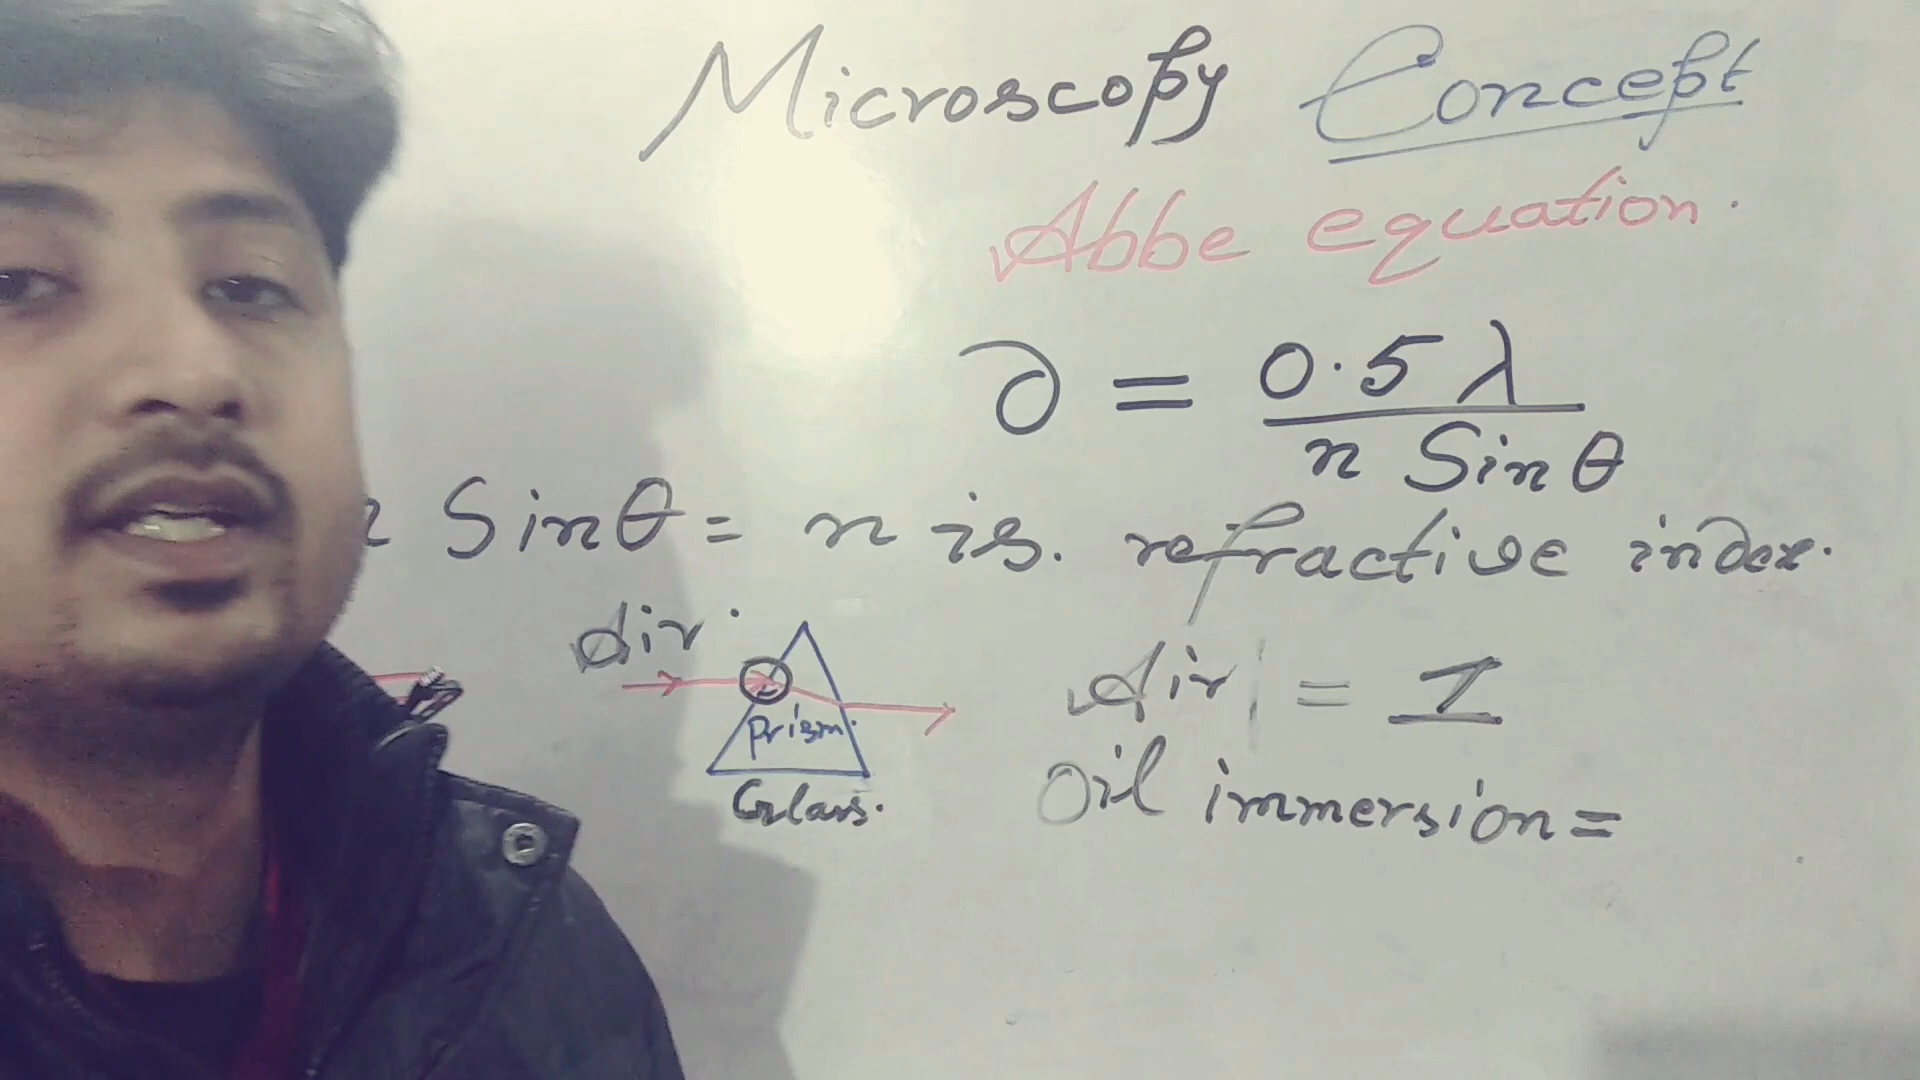 Microscopy Concept
Abbe equation.
∂ = 0.5 λ / n Sin θ
n Sinθ = n is. refractive index.
Air.
Prism.
Glass.
Air = 1
Oil immersion =